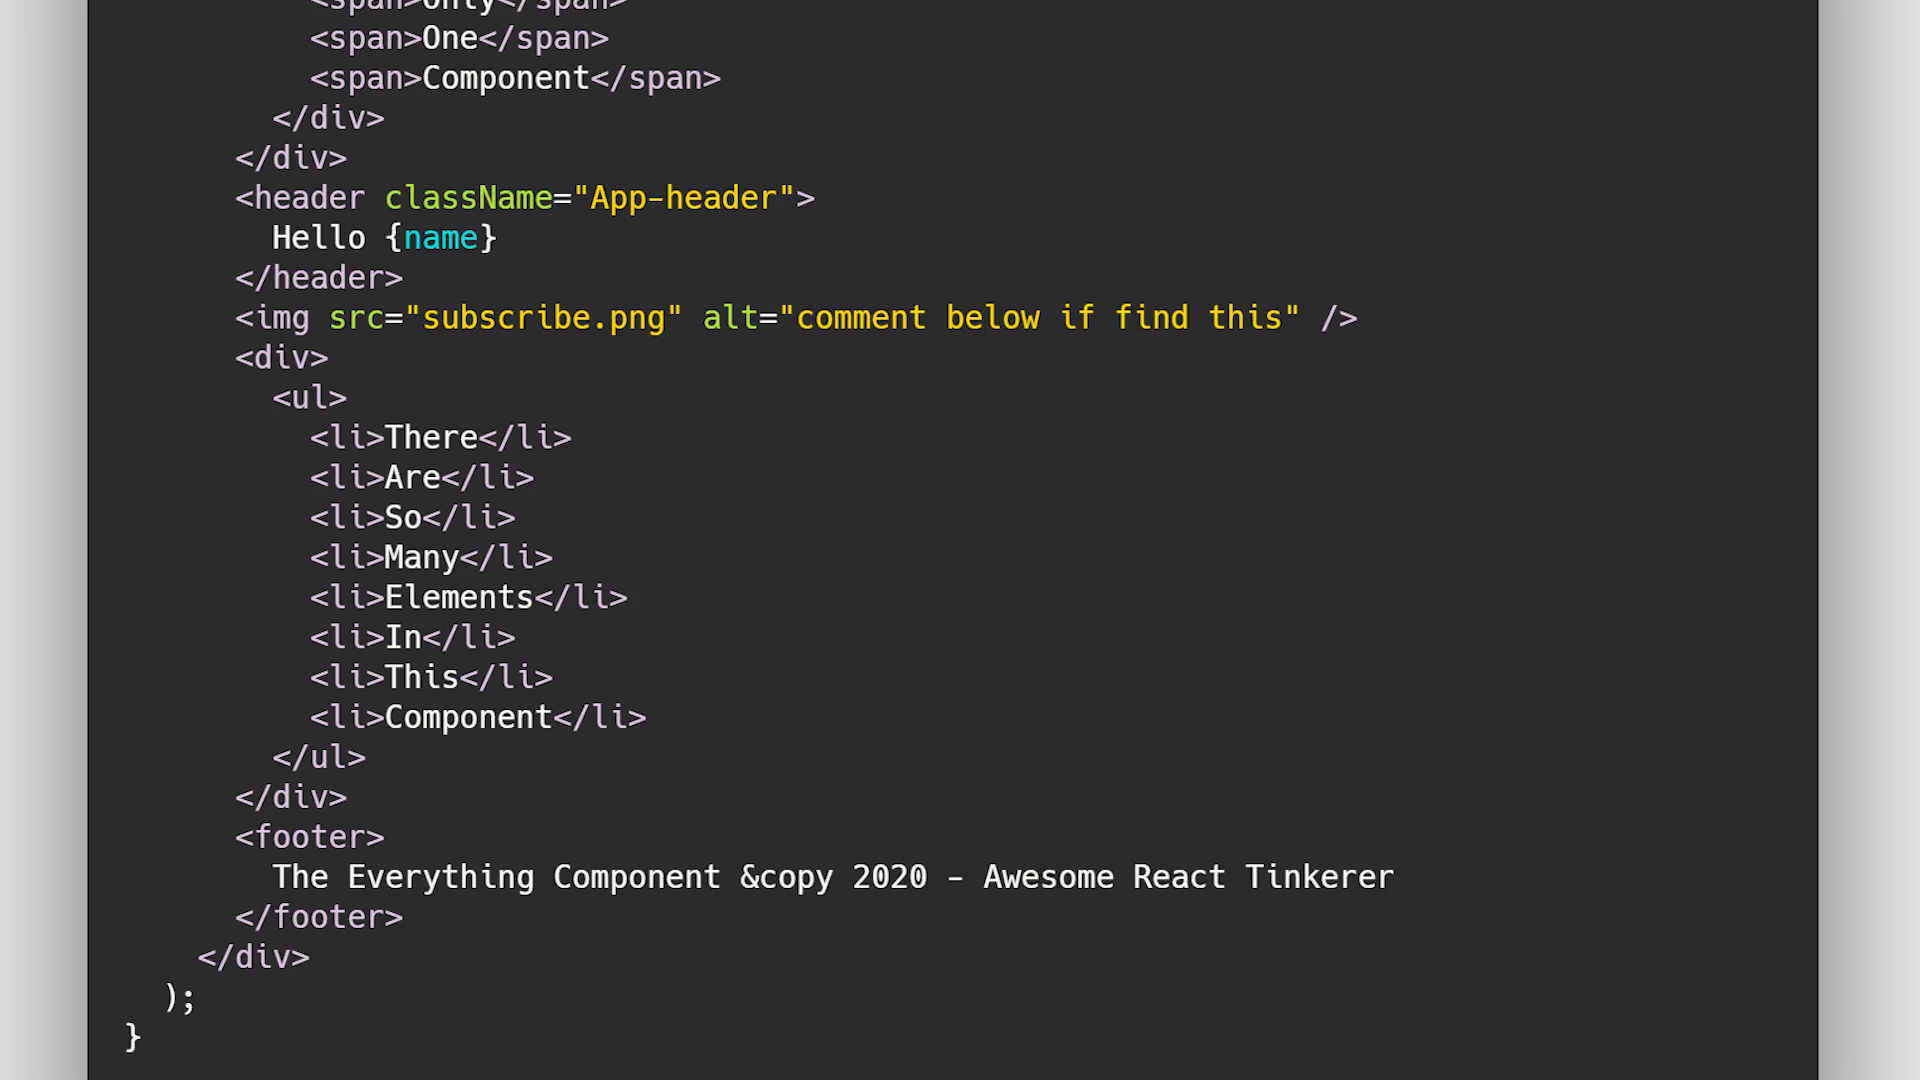 <span>Only</span>
<span>One</span>
<span>Component</span>
</div>
</div>
<header className="App-header">
Hello {name}
</header>
<img src="subscribe.png" alt="comment below if find this" />
<div>
<ul>
<li>There</li>
<li>Are</li>
<li>So</li>
<li>Many</li>
<li>Elements</li>
<li>In</li>
<li>This</li>
<li>Component</li>
</ul>
</div>
<footer>
The Everything Component &copy 2020 - Awesome React Tinkerer
</footer>
</div>
);
}